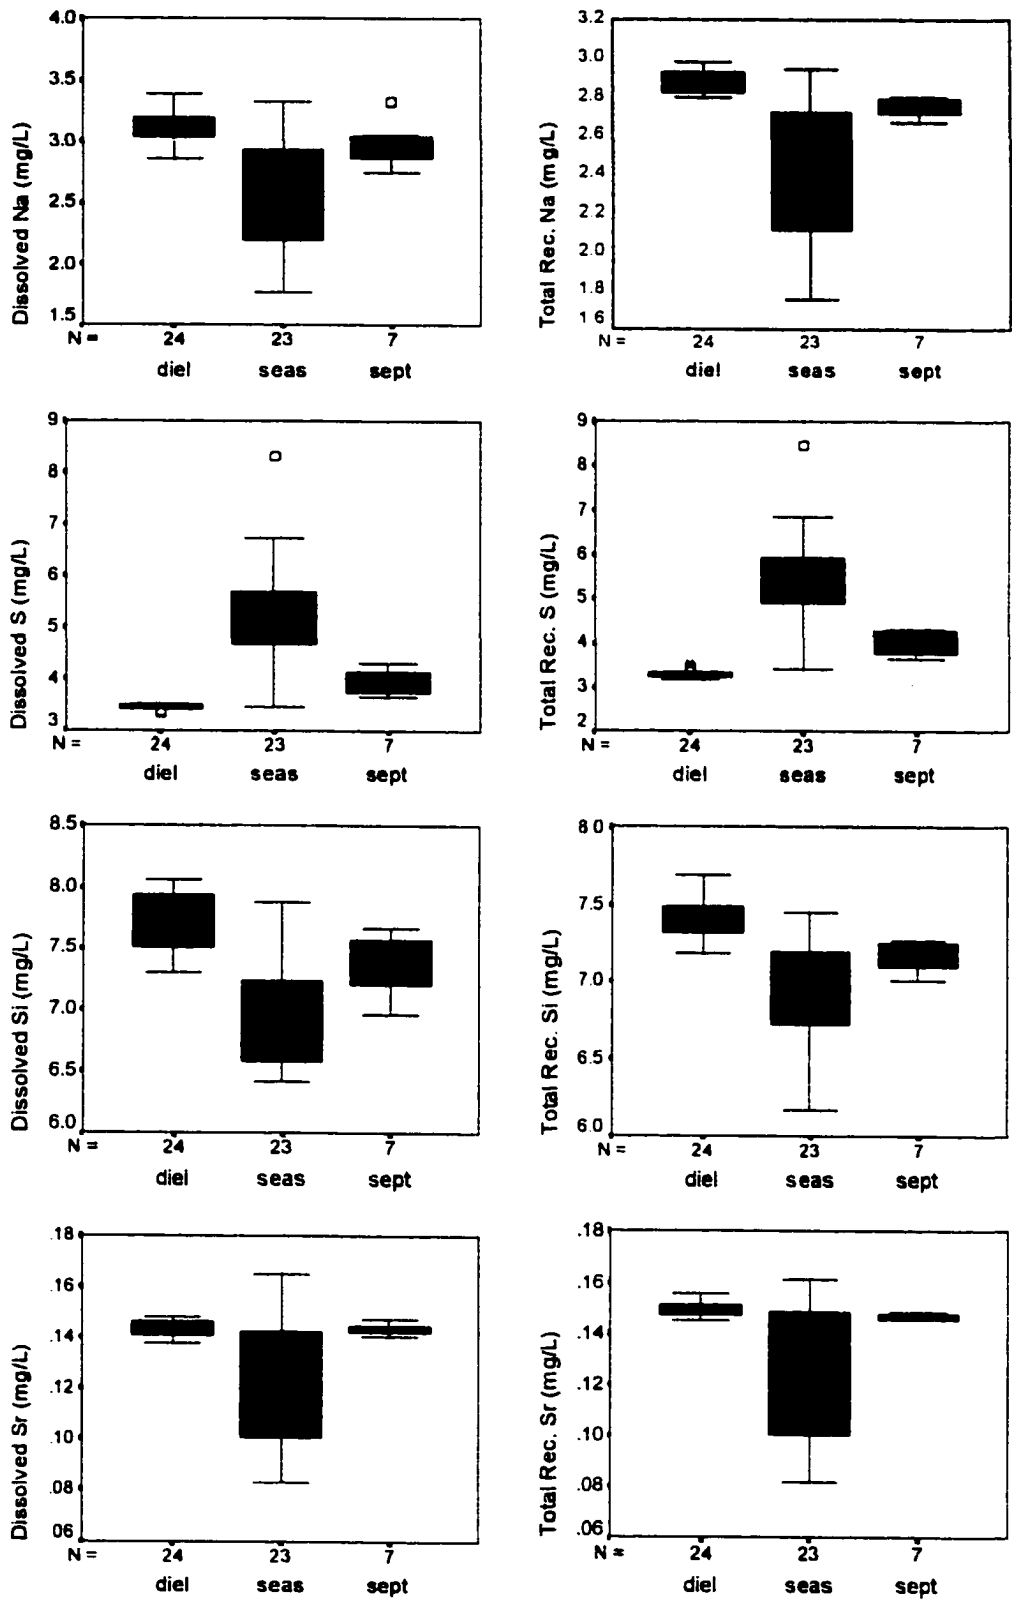 Dissolved Na (mg/L)
4.0
3.5
3.0
2.5
2.0
1.5
N =
24
23
7
diel
seas
sept
Total Rec. Na (mg/L)
3.2
3.0
2.8
2.6
2.4
2.2
2.0
1.8
1 6
N =
24
23
7
diel
seas
sept
Dissolved S (mg/L)
9
8
7
6
5
4
3
N =
24
23
7
diel
seas
sept
Total Rec. S (mg/L)
9
8
7
6
5
4
3
2
N =
24
23
7
diel
seas
sept
Dissolved Si (mg/L)
8.5
8.0
7.5
7.0
6.5
6.0
N =
24
23
7
diel
seas
sept
Total Rec. Si (mg/L)
8.0
7.5
7.0
6.5
6.0
N =
24
23
7
diel
seas
sept
Dissolved Sr (mg/L)
.18
.16
.14
.12
.10
.08
06
N =
24
23
7
diel
seas
sept
Total Rec. Sr (mg/L)
.18
.16
.14
.12
.10
.08
.06
N =
24
23
7
diel
seas
sept